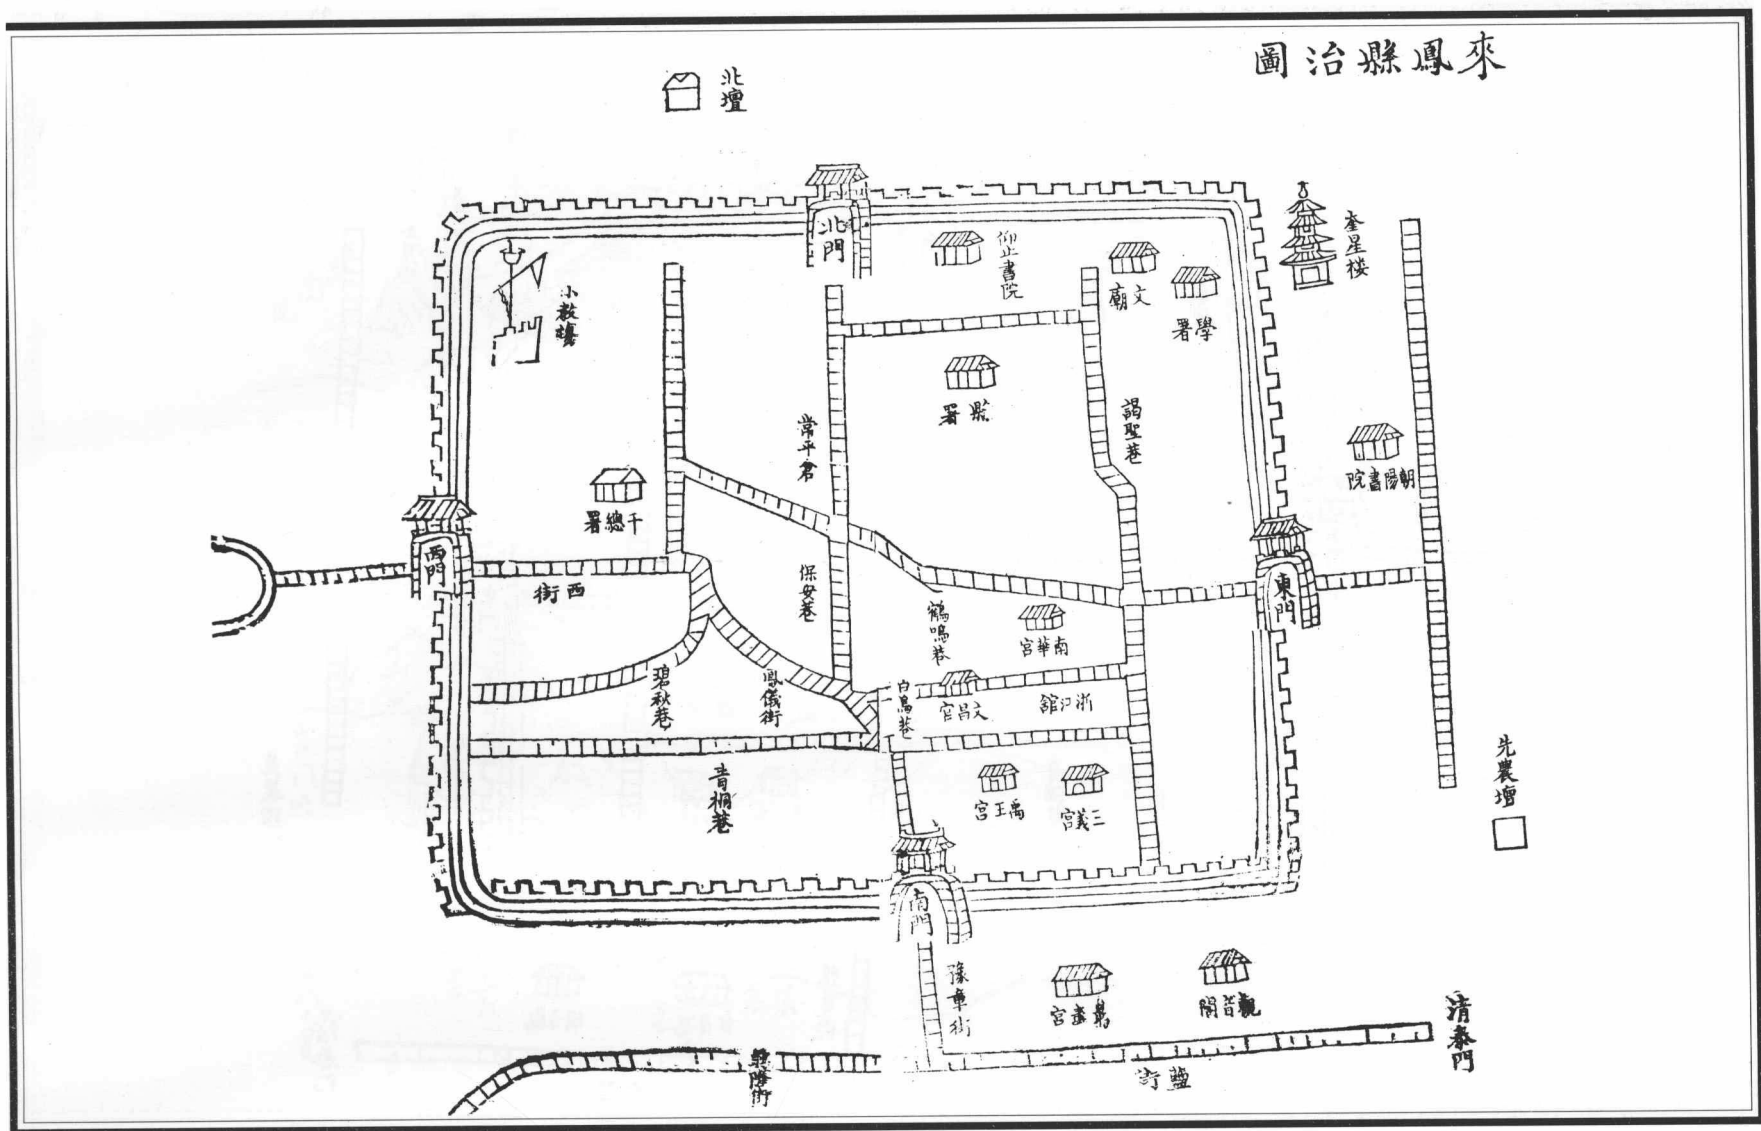 來鳳縣治圖
北壇
北門
奎星楼
仰止書院
文廟
學署
小教塲
縣署
謁聖巷
常平倉
朝陽書院
千總署
西門
東門
西街
保安巷
鶴鳴巷
南華宮
碧秋巷
鳳儀街
白鳥巷
文昌宮
浙江館
先農壇
青桐巷
禹王宮
三義宮
南門
豫章街
萬壽宮
觀音閣
清泰門
鹽街